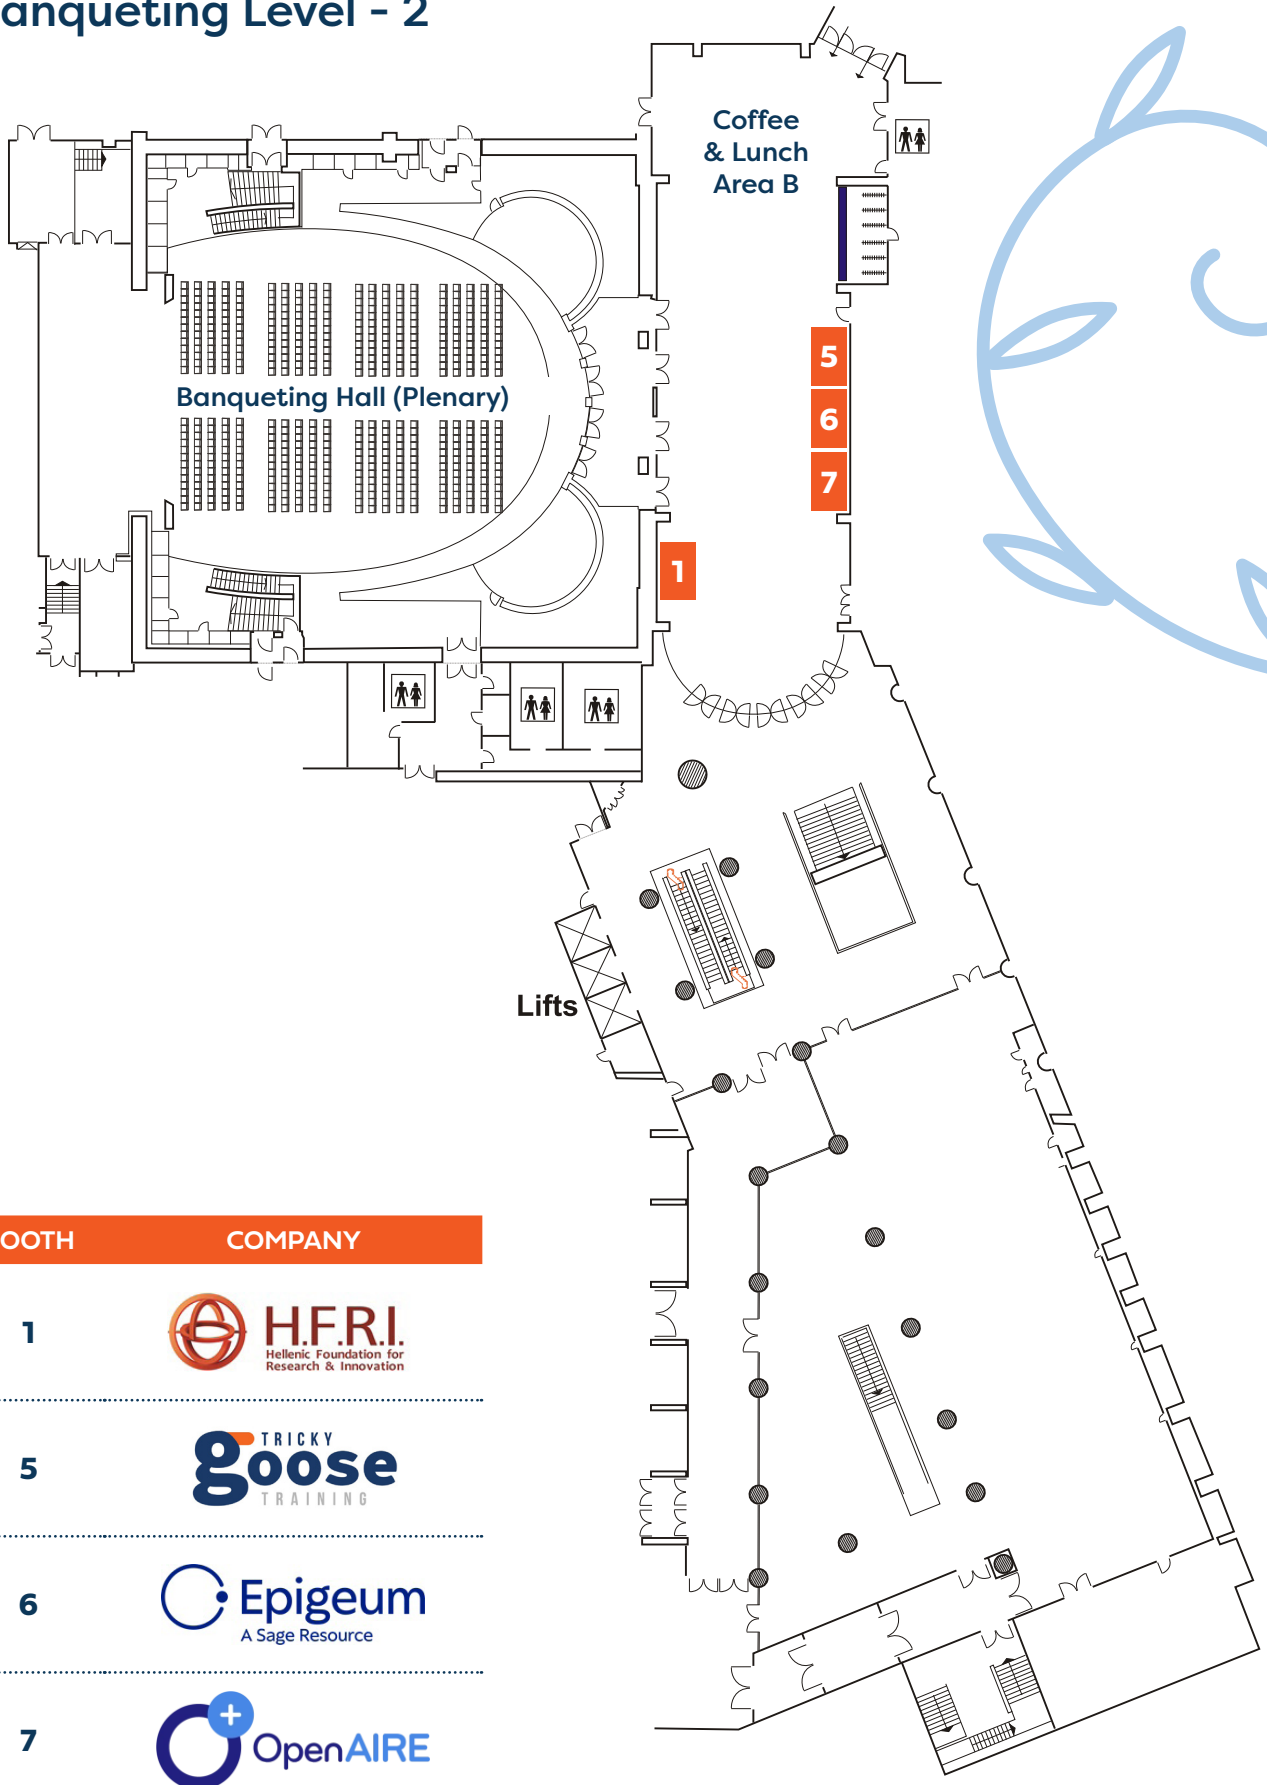 anqueting Level - 2
Coffee
& Lunch
Area B
Banqueting Hall (Plenary)
5
6
7
1
Lifts
OOTH COMPANY
1
H.F.R.I.
Hellenic Foundation for
Research & Innovation
5
TRICKY
goose
TRAINING
6
Epigeum
A Sage Resource
7
OpenAIRE